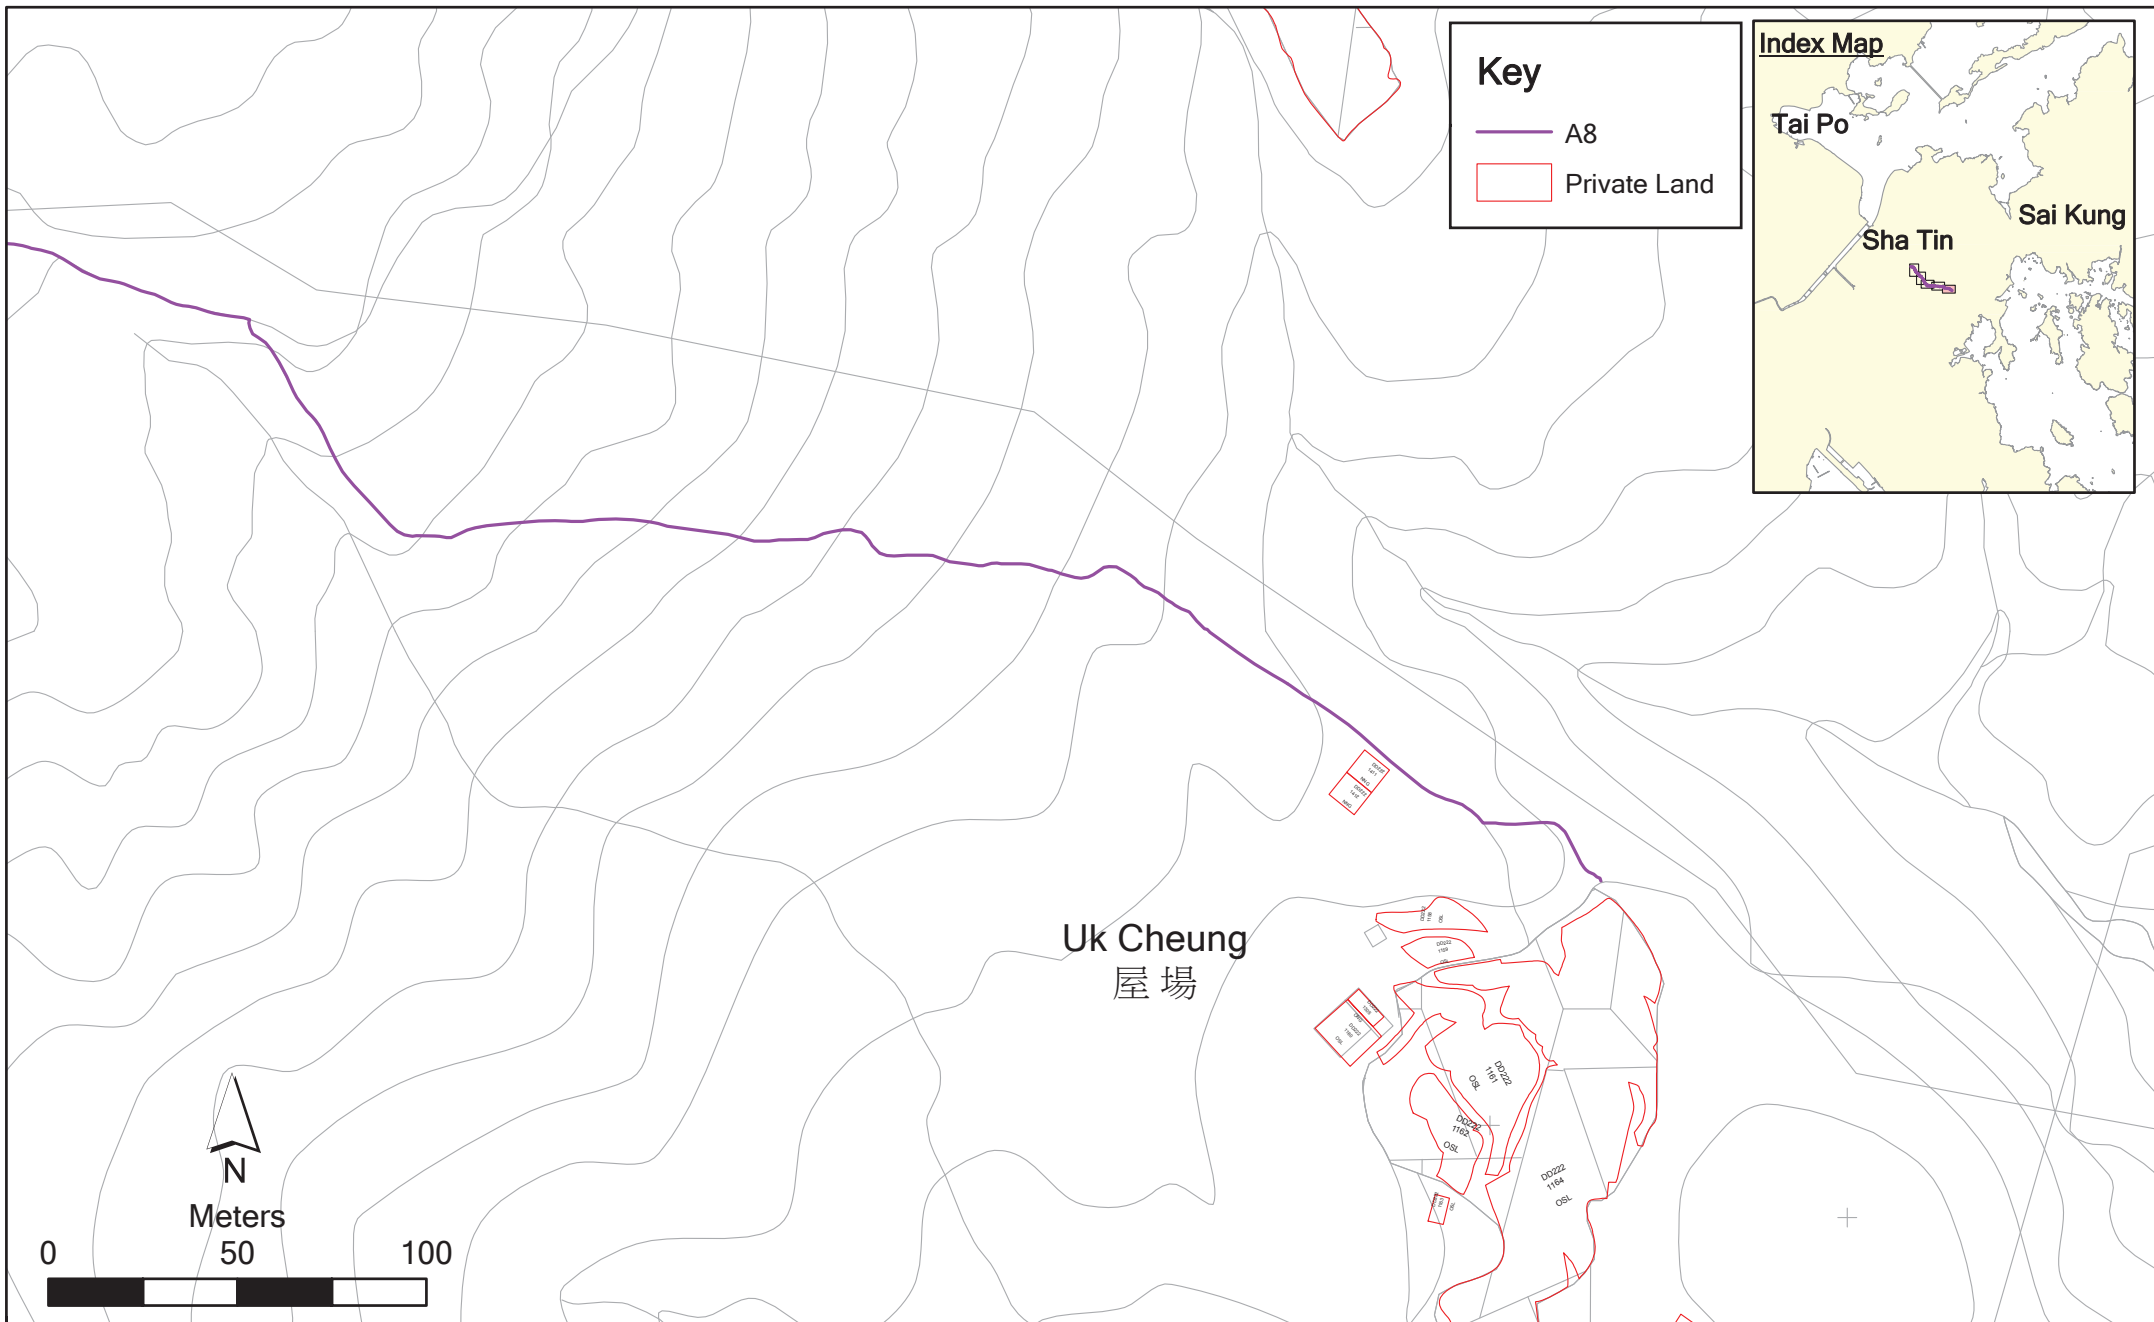 Key
A8
Private Land
Index Map
Tai Po
Sai Kung
Sha Tin
Uk Cheung
屋場
DD222
1161
OSL
DD222
1162
OSL
DD222
1164
OSL
N
Meters
0 50 100